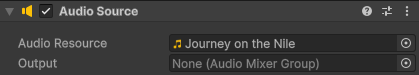 Audio Source
Audio Resource Journey on the Nile
Output None (Audio Mixer Group)